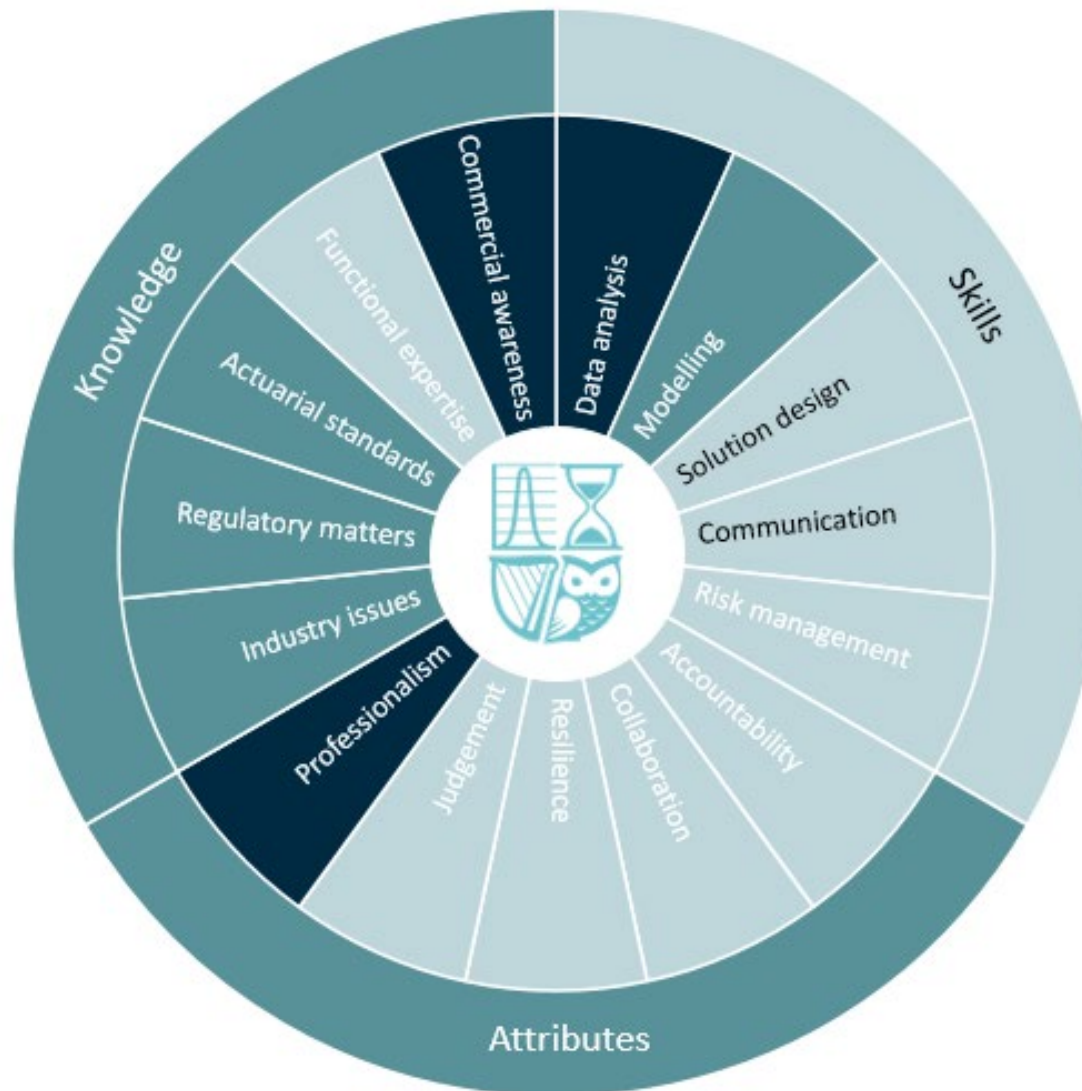 Knowledge
Skills
Attributes
Commercial awareness
Data analysis
Modelling
Solution design
Communication
Risk management
Accountability
Collaboration
Resilience
Judgement
Professionalism
Industry issues
Regulatory matters
Actuarial standards
Functional expertise